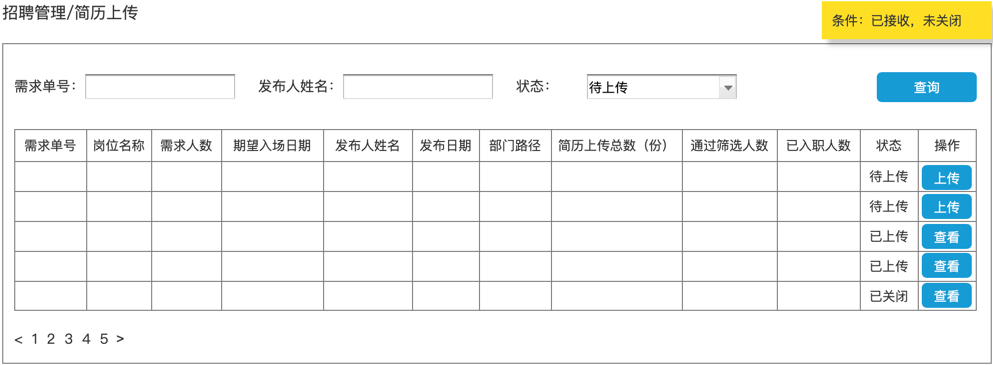 招聘管理/简历上传
条件：已接收，未关闭
需求单号： 发布人姓名： 状态： 待上传 查询
需求单号 岗位名称 需求人数 期望入场日期 发布人姓名 发布日期 部门路径 简历上传总数（份） 通过筛选人数 已入职人数 状态 操作
待上传 上传
待上传 上传
已上传 查看
已上传 查看
已关闭 查看
< 1 2 3 4 5 >